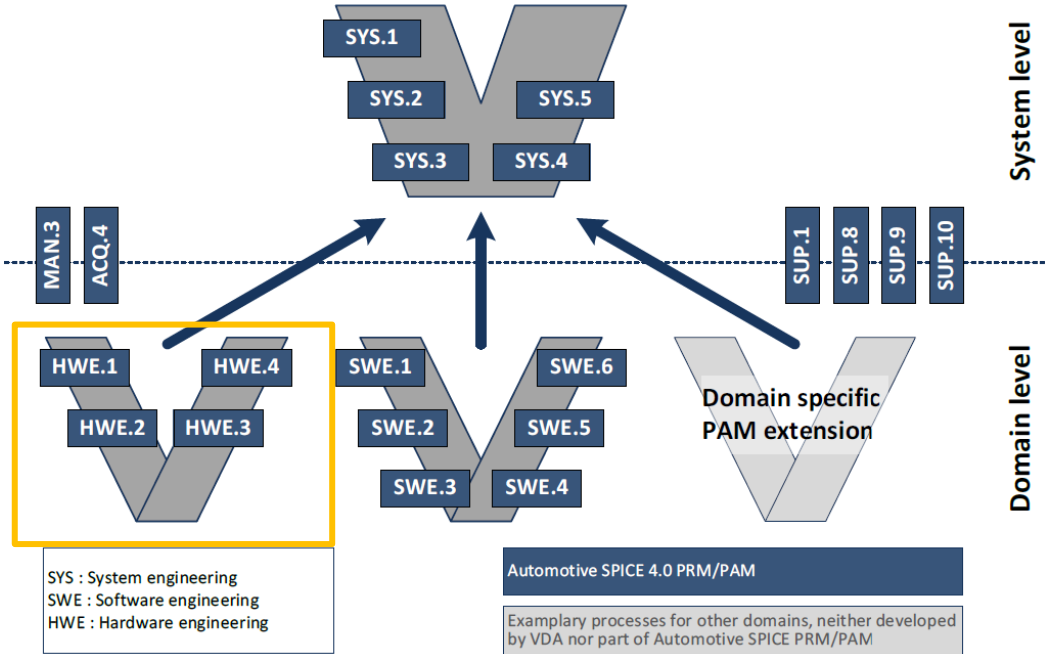 SYS.1
SYS.2
SYS.5
SYS.3
SYS.4
System level
MAN.3
ACQ.4
SUP.1
SUP.8
SUP.9
SUP.10
HWE.1
HWE.4
HWE.2
HWE.3
SWE.1
SWE.6
SWE.2
SWE.5
SWE.3
SWE.4
Domain specific
PAM extension
Domain level
SYS : System engineering
SWE : Software engineering
HWE : Hardware engineering
Automotive SPICE 4.0 PRM/PAM
Examplary processes for other domains, neither developed
by VDA nor part of Automotive SPICE PRM/PAM